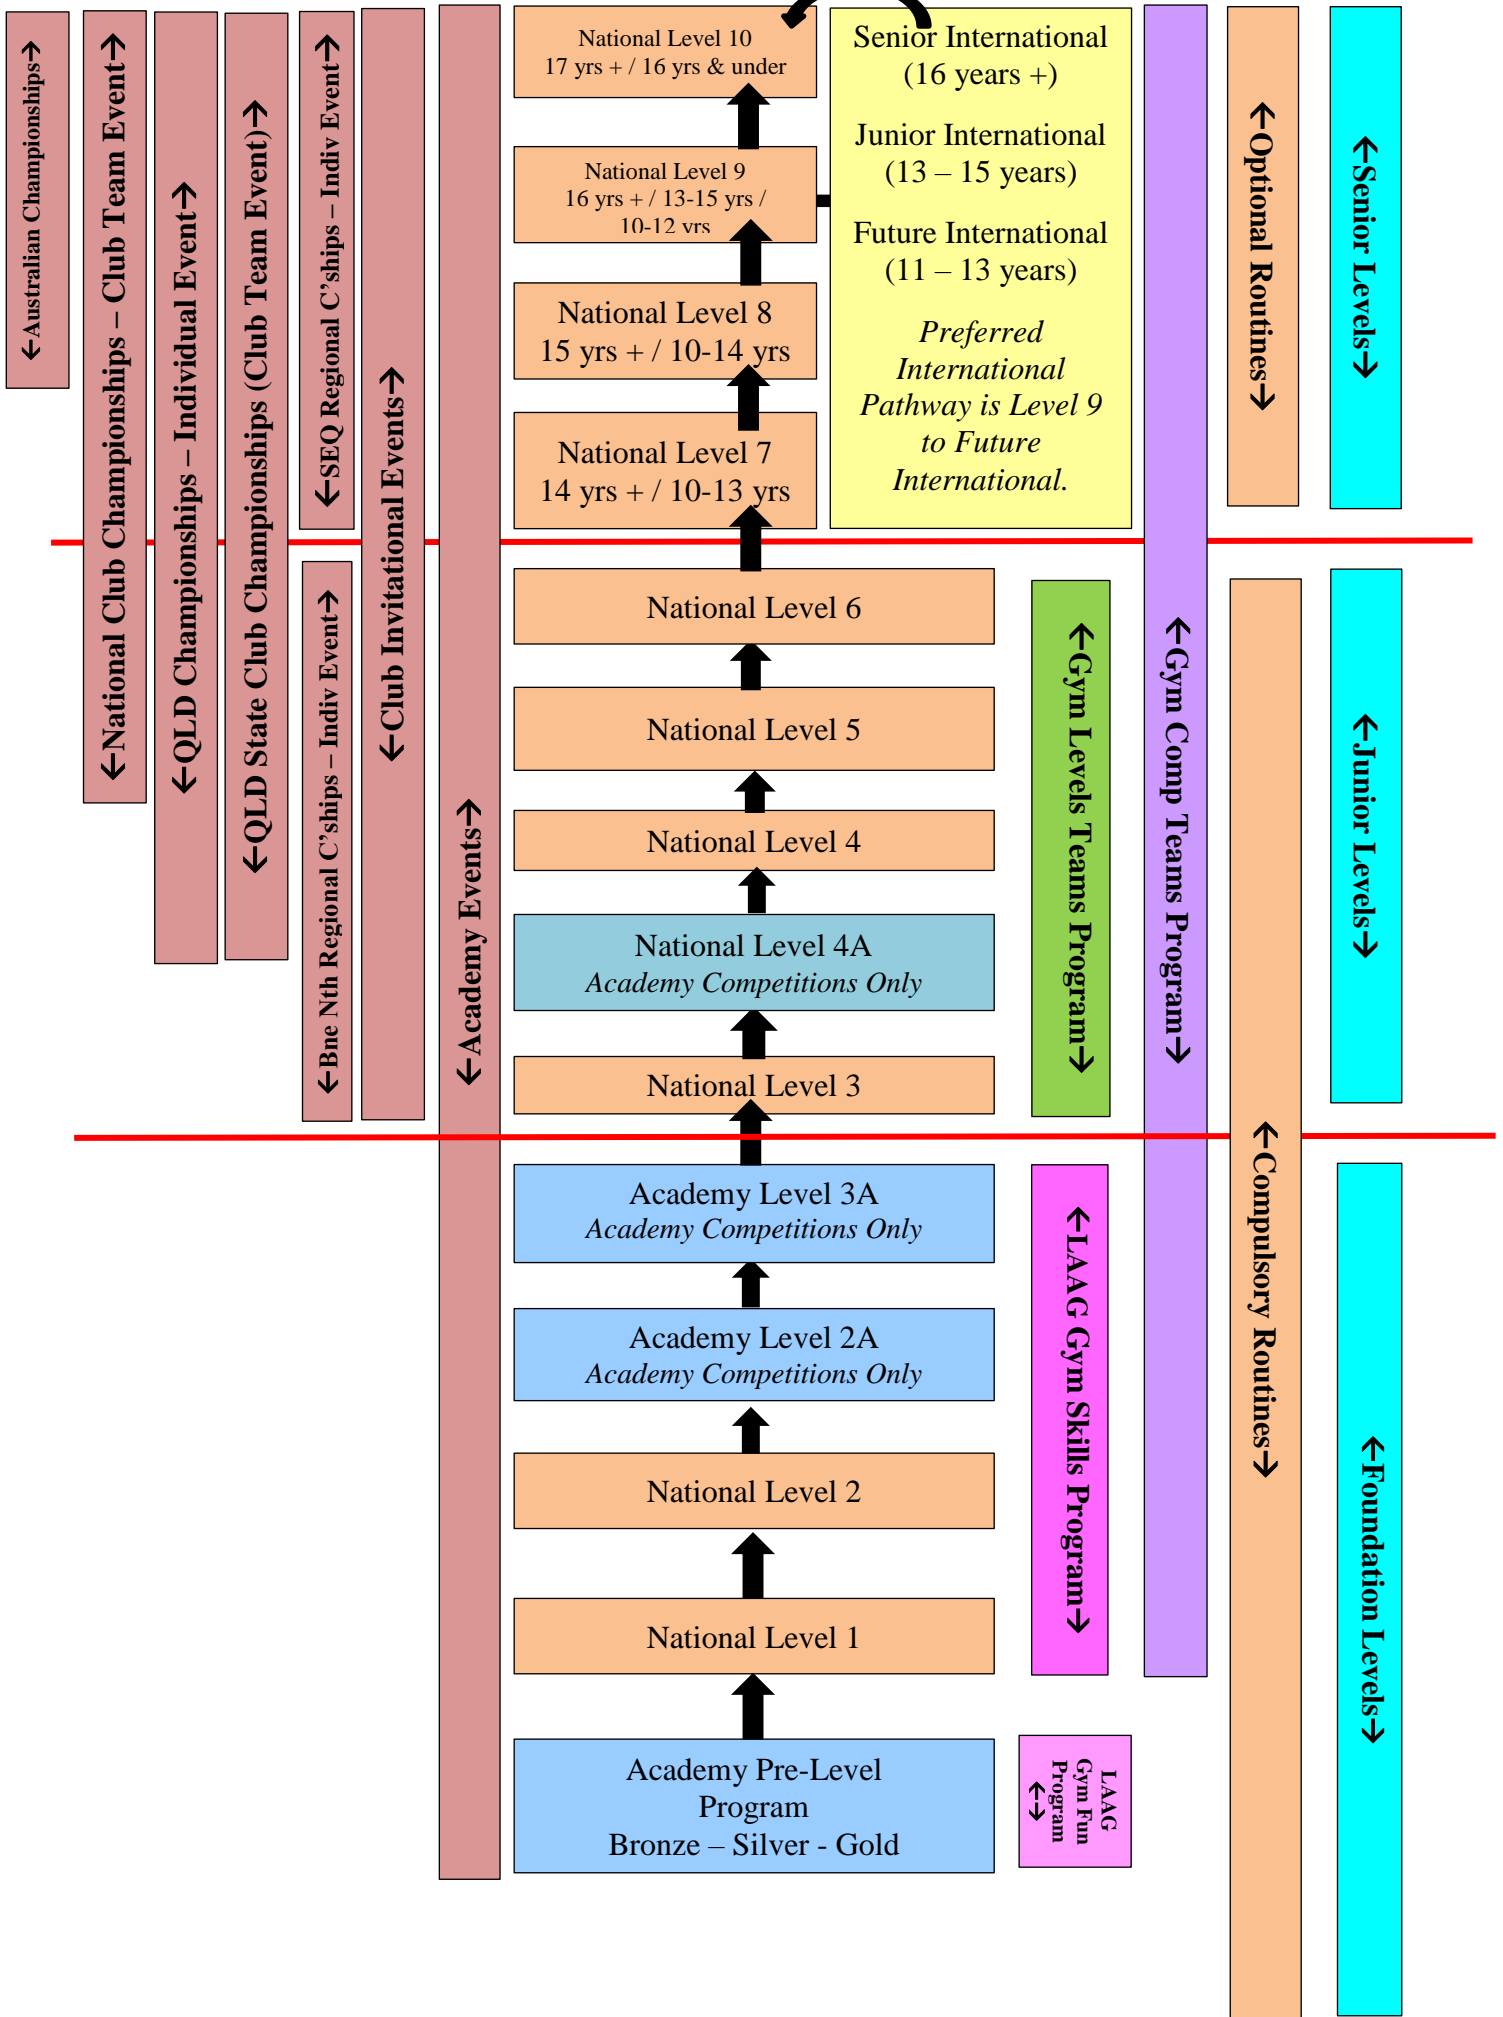 ←Australian Championships→
←National Club Championships – Club Team Event→
←QLD Championships – Individual Event→
←QLD State Club Championships (Club Team Event)→
←SEQ Regional C'ships – Indiv Event→
←Bne Nth Regional C'ships – Indiv Event→
←Club Invitational Events→
←Academy Events→
National Level 10
17 yrs + / 16 yrs & under
National Level 9
16 yrs + / 13-15 yrs /
10-12 yrs
National Level 8
15 yrs + / 10-14 yrs
National Level 7
14 yrs + / 10-13 yrs
National Level 6
National Level 5
National Level 4
National Level 4A
Academy Competitions Only
National Level 3
Academy Level 3A
Academy Competitions Only
Academy Level 2A
Academy Competitions Only
National Level 2
National Level 1
Academy Pre-Level
Program
Bronze – Silver - Gold
Senior International
(16 years +)
Junior International
(13 – 15 years)
Future International
(11 – 13 years)
Preferred
International
Pathway is Level 9
to Future
International.
←Gym Levels Teams Program→
←LAAG Gym Skills Program→
LAAG
Gym Fun
Program
←→
←Gym Comp Teams Program→
←Optional Routines→
←Compulsory Routines→
←Senior Levels→
←Junior Levels→
←Foundation Levels→